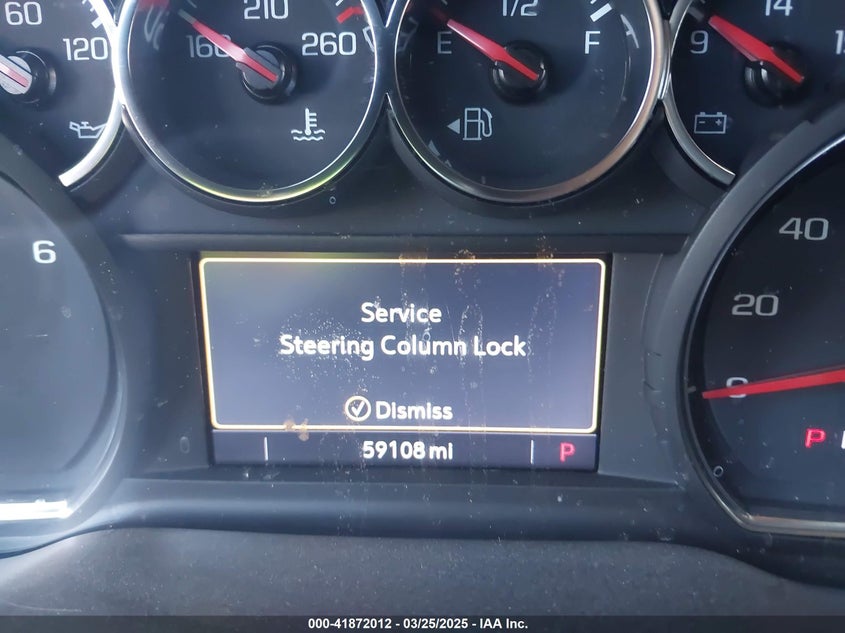 60
120
160
210
260
E
1/2
F
9
14
6
Service
Steering Column Lock
Dismiss
59108 mi
P
40
20
0
P
000-41872012 - 03/25/2025 - IAA Inc.